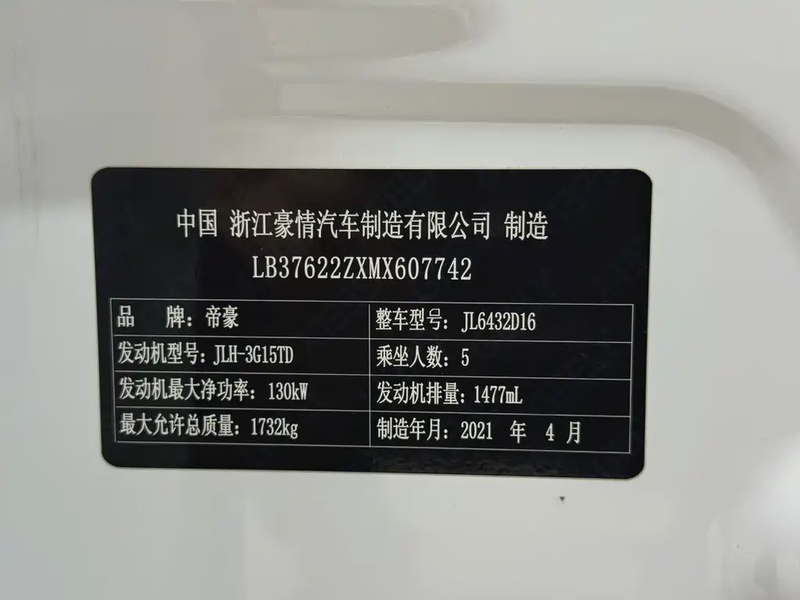 中国 浙江豪情汽车制造有限公司 制造
LB37622ZXMX607742
品 牌：帝豪 整车型号：JL6432D16
发动机型号：JLH-3G15TD 乘坐人数：5
发动机最大净功率：130kW 发动机排量：1477mL
最大允许总质量：1732kg 制造年月：2021 年 4 月